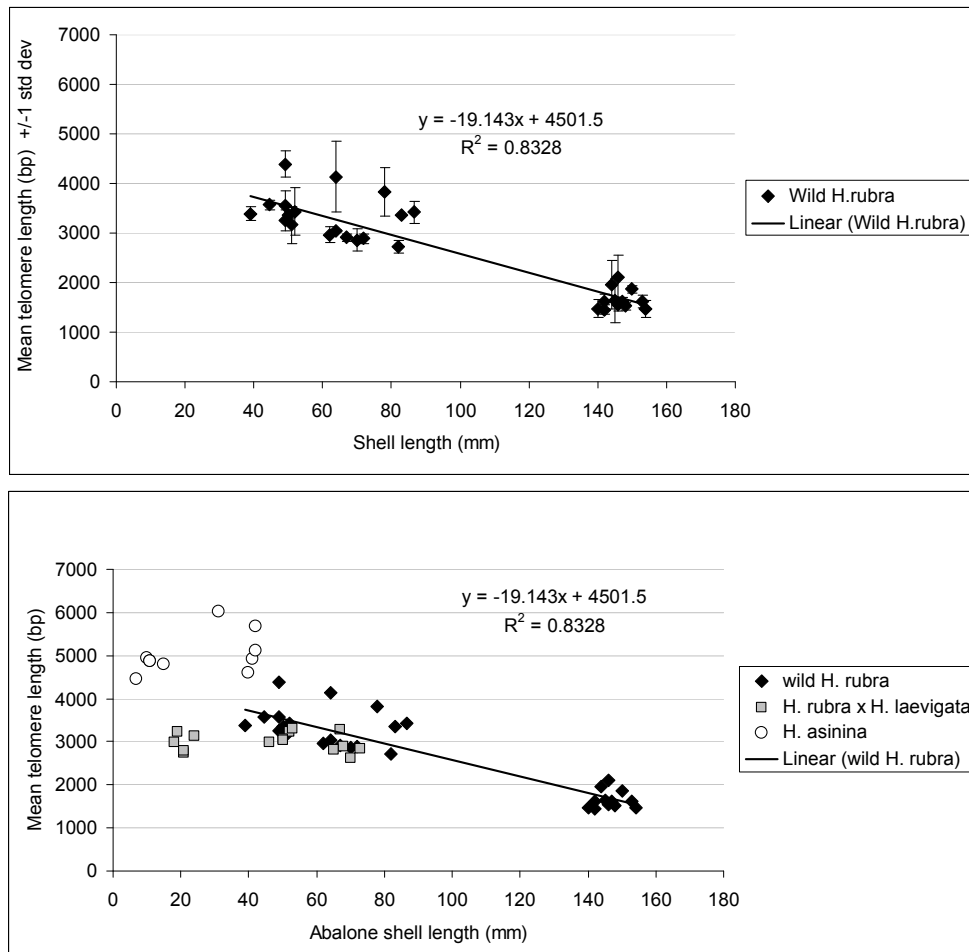 7000
6000
5000
4000
3000
2000
1000
0
Mean telomere length (bp) +/-1 std dev
y = -19.143x + 4501.5
R² = 0.8328
0 20 40 60 80 100 120 140 160 180
Shell length (mm)
Wild H.rubra
Linear (Wild H.rubra)
7000
6000
5000
4000
3000
2000
1000
0
Mean telomere length (bp)
y = -19.143x + 4501.5
R² = 0.8328
0 20 40 60 80 100 120 140 160 180
Abalone shell length (mm)
wild H. rubra
H. rubra x H. laevigata
H. asinina
Linear (wild H. rubra)